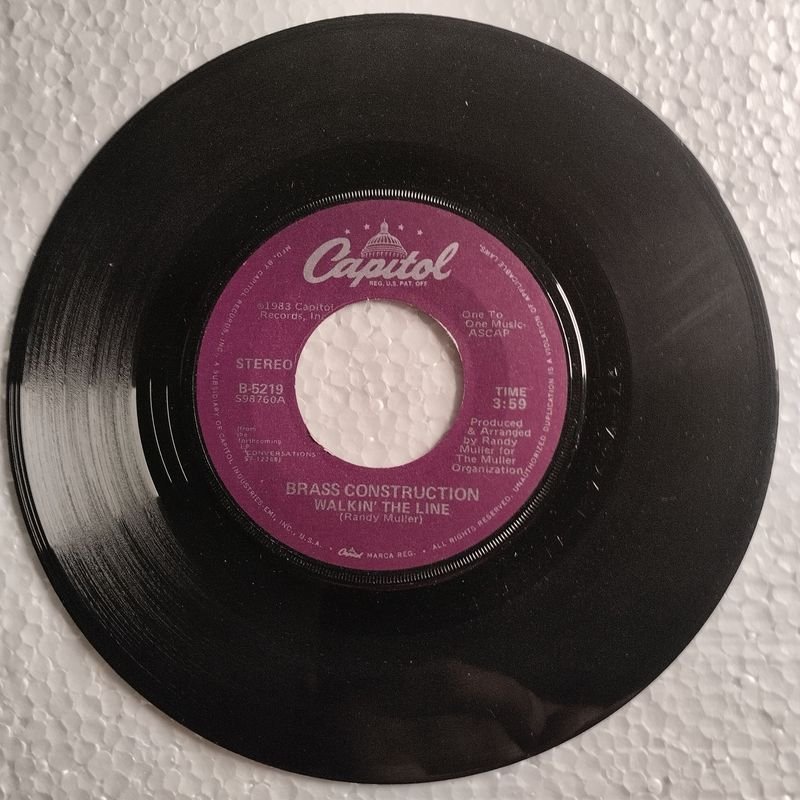 Capitol
REG. U.S. PAT. OFF.
℗1983 Capitol
Records, Inc.
One To
One Music-
ASCAP
STEREO
B-5219
S98760A
TIME
3:59
(from
the
forthcoming
LP
"CONVERSATIONS"
Produced
& Arranged
by Randy
Muller for
The Muller
Organization
BRASS CONSTRUCTION
WALKIN' THE LINE
(Randy Muller)
MFD. BY CAPITOL RECORDS, INC., A SUBSIDIARY OF CAPITOL INDUSTRIES-EMI, INC., U.S.A. • Capitol MARCA REG. • ALL RIGHTS RESERVED. UNAUTHORIZED DUPLICATION IS A VIOLATION OF APPLICABLE LAWS.